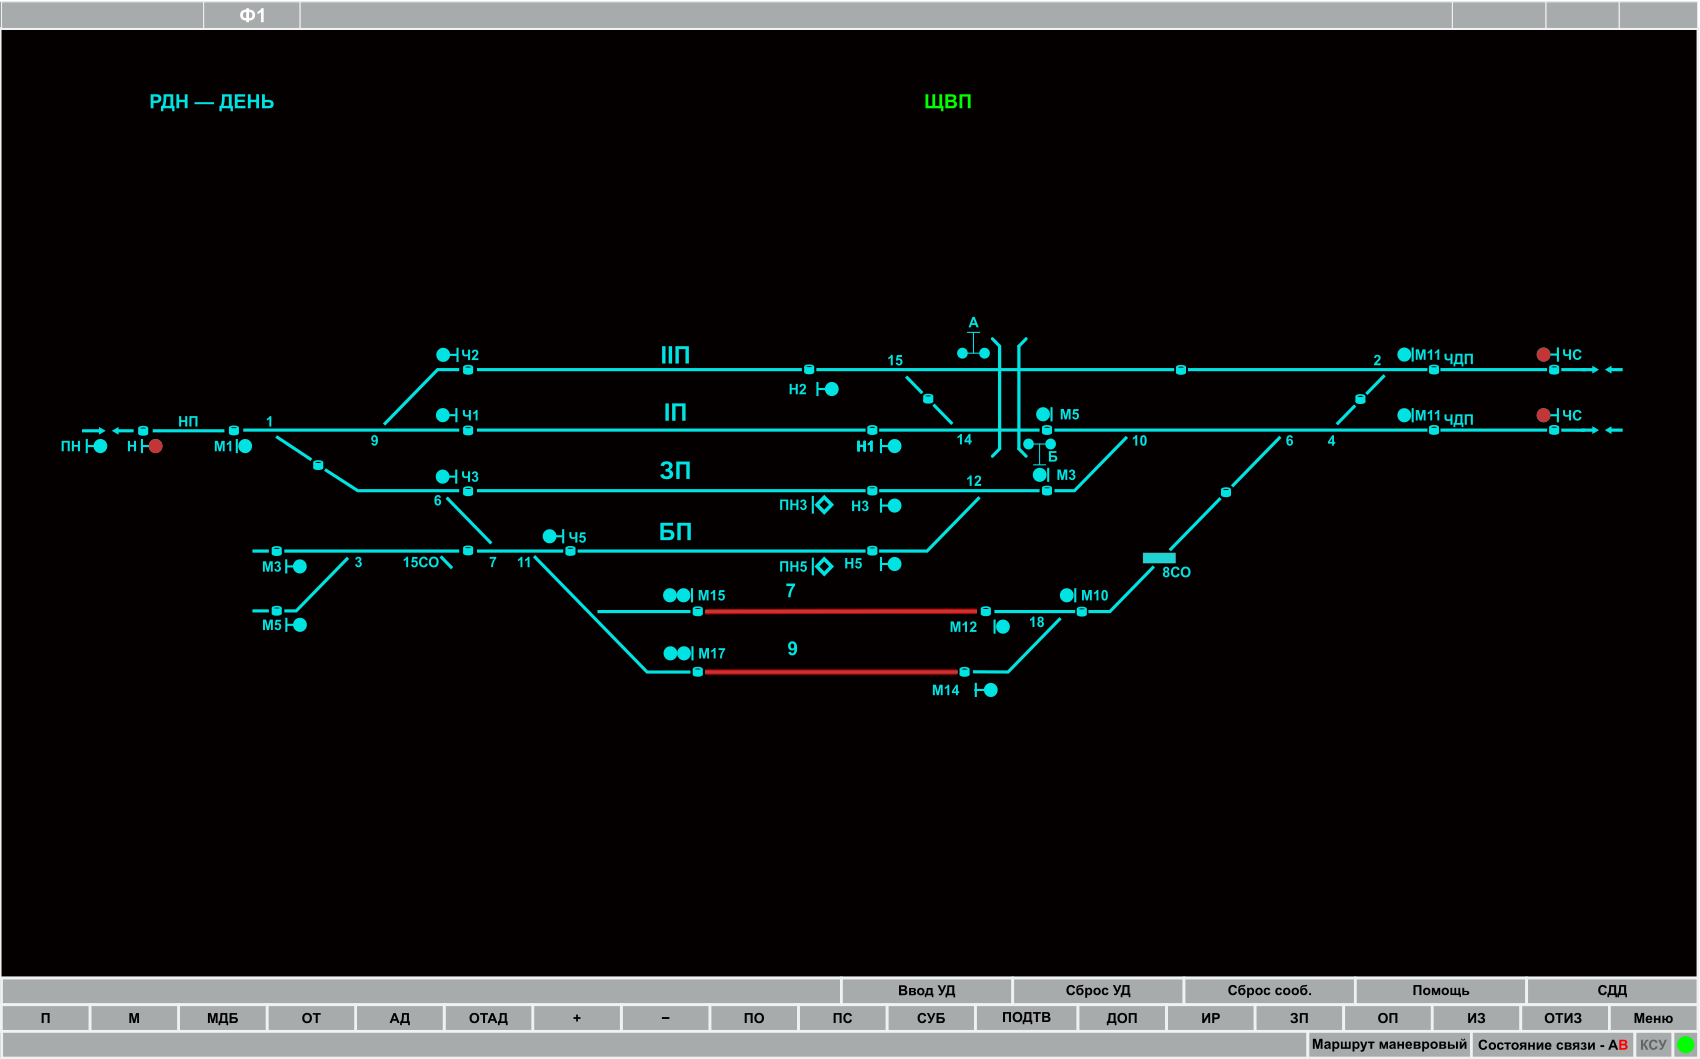 Ф1
РДН — ДЕНЬ
ЩВП
А
Ч2
IIП
15
2
М11
ЧДП
ЧС
Н2
НП
1
Ч1
IП
М5
М11
ЧДП
ЧС
ПН
Н
М1
9
Н1
14
10
6
4
Б
Ч3
3П
12
М3
6
ПН3
Н3
Ч5
БП
М3
3
15СО
7
11
ПН5
Н5
8СО
М5
М15
7
М10
М12
18
М17
9
М14
Ввод УД
Сброс УД
Сброс сооб.
Помощь
СДД
П
М
МДБ
ОТ
АД
ОТАД
+
−
ПО
ПС
СУБ
ПОДТВ
ДОП
ИР
ЗП
ОП
ИЗ
ОТИЗ
Меню
Маршрут маневровый
Состояние связи - АВ
КСУ